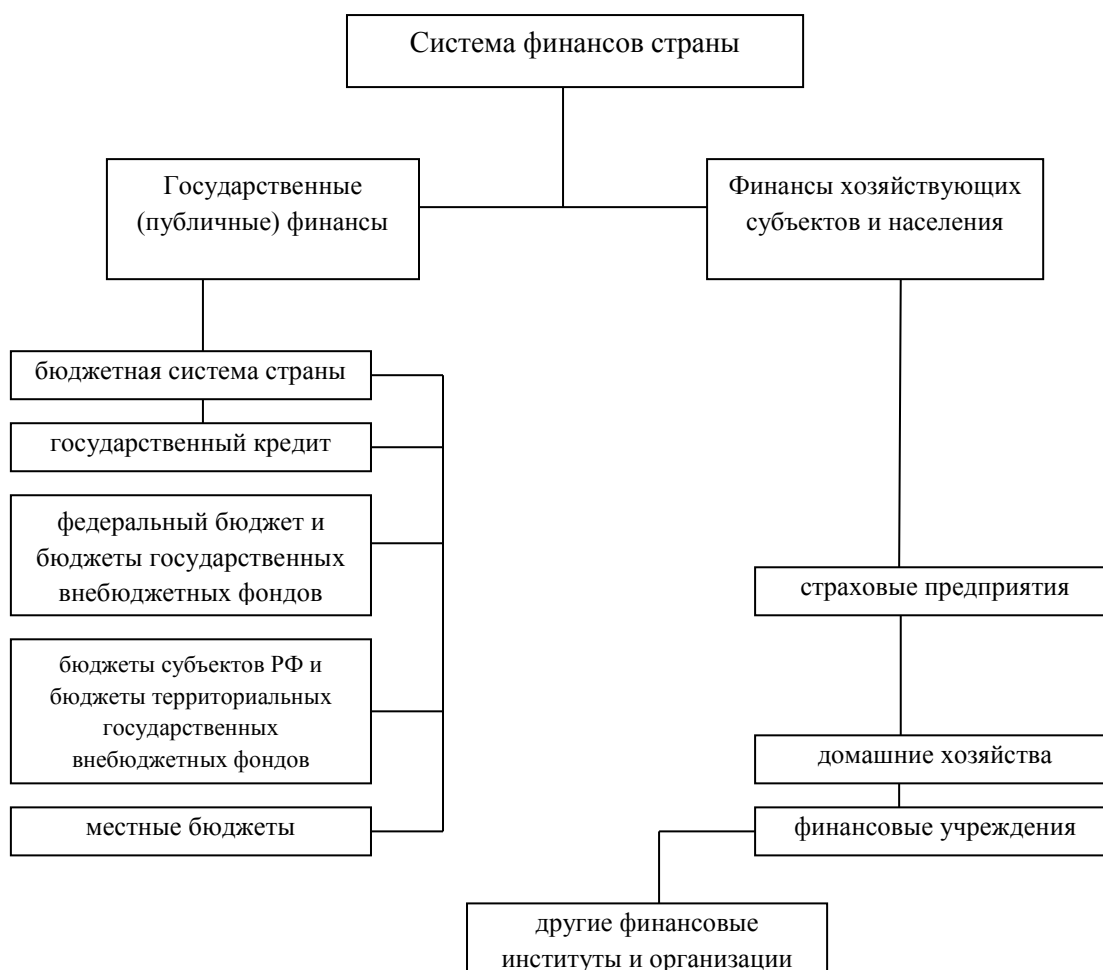 Система финансов страны
Государственные
(публичные) финансы
Финансы хозяйствующих
субъектов и населения
бюджетная система страны
государственный кредит
федеральный бюджет и
бюджеты государственных
внебюджетных фондов
страховые предприятия
бюджеты субъектов РФ и
бюджеты территориальных
государственных
внебюджетных фондов
домашние хозяйства
местные бюджеты
финансовые учреждения
другие финансовые
институты и организации